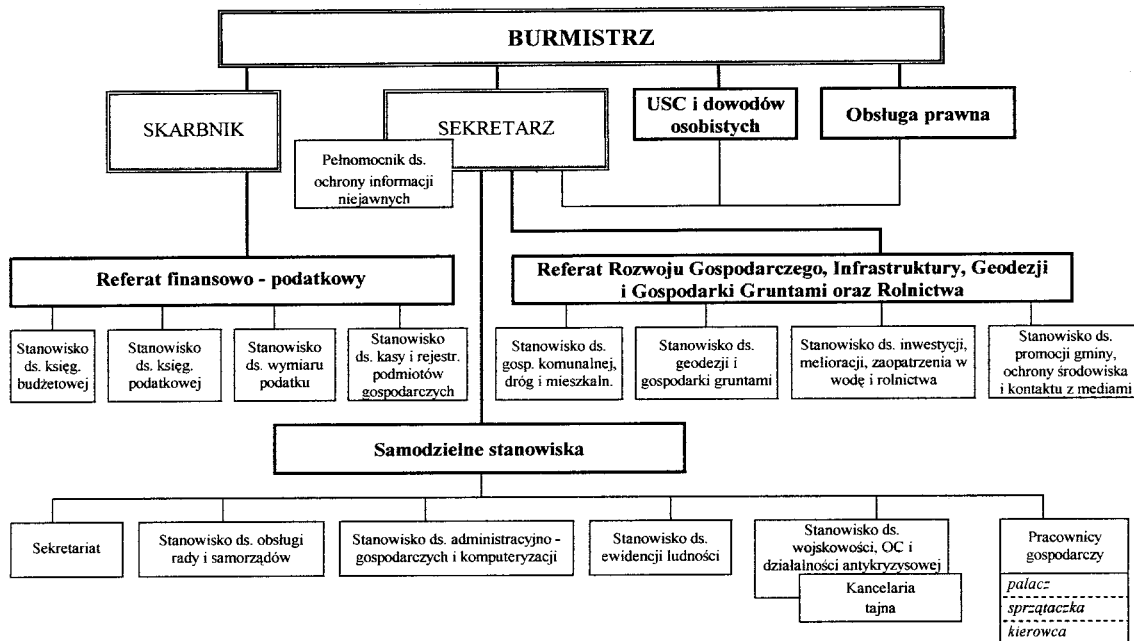 BURMISTRZ
SKARBNIK
SEKRETARZ
Pełnomocnik ds.
ochrony informacji
niejawnych
USC i dowodów
osobistych
Obsługa prawna
Referat finansowo - podatkowy
Referat Rozwoju Gospodarczego, Infrastruktury, Geodezji
i Gospodarki Gruntami oraz Rolnictwa
Stanowisko
ds. księg.
budżetowej
Stanowisko
ds. księg.
podatkowej
Stanowisko
ds. wymiaru
podatku
Stanowisko
ds. kasy i rejestr.
podmiotów
gospodarczych
Stanowisko ds.
gosp. komunalnej,
dróg i mieszkaln.
Stanowisko ds.
geodezji i
gospodarki gruntami
Stanowisko ds. inwestycji,
melioracji, zaopatrzenia w
wodę i rolnictwa
Stanowisko ds.
promocji gminy,
ochrony środowiska
i kontaktu z mediami
Samodzielne stanowiska
Sekretariat
Stanowisko ds. obsługi
rady i samorządów
Stanowisko ds. administracyjno -
gospodarczych i komputeryzacji
Stanowisko ds.
ewidencji ludności
Stanowisko ds.
wojskowości, OC i
działalności antykryzysowej
Kancelaria
tajna
Pracownicy
gospodarczy
palacz
sprzątaczka
kierowca